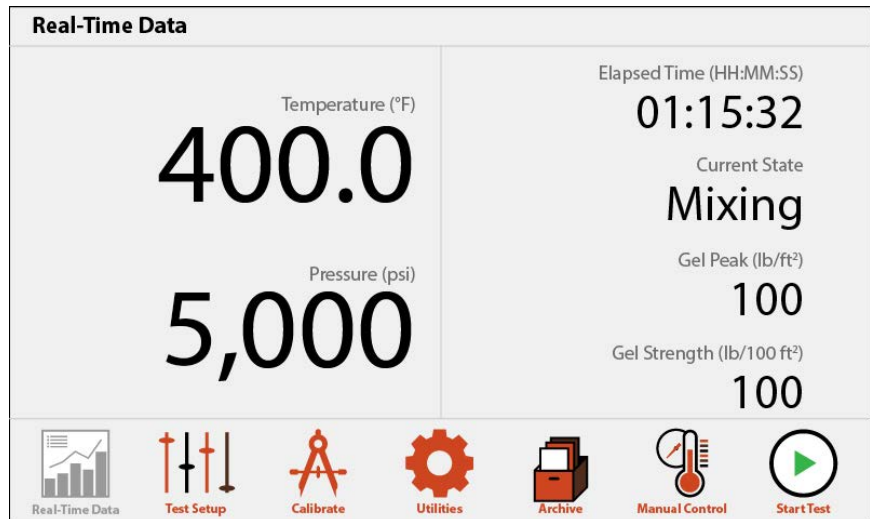 Real-Time Data
Temperature (°F)
400.0
Pressure (psi)
5,000
Elapsed Time (HH:MM:SS)
01:15:32
Current State
Mixing
Gel Peak (lb/ft²)
100
Gel Strength (lb/100 ft²)
100
Real-Time Data
Test Setup
Calibrate
Utilities
Archive
Manual Control
Start Test